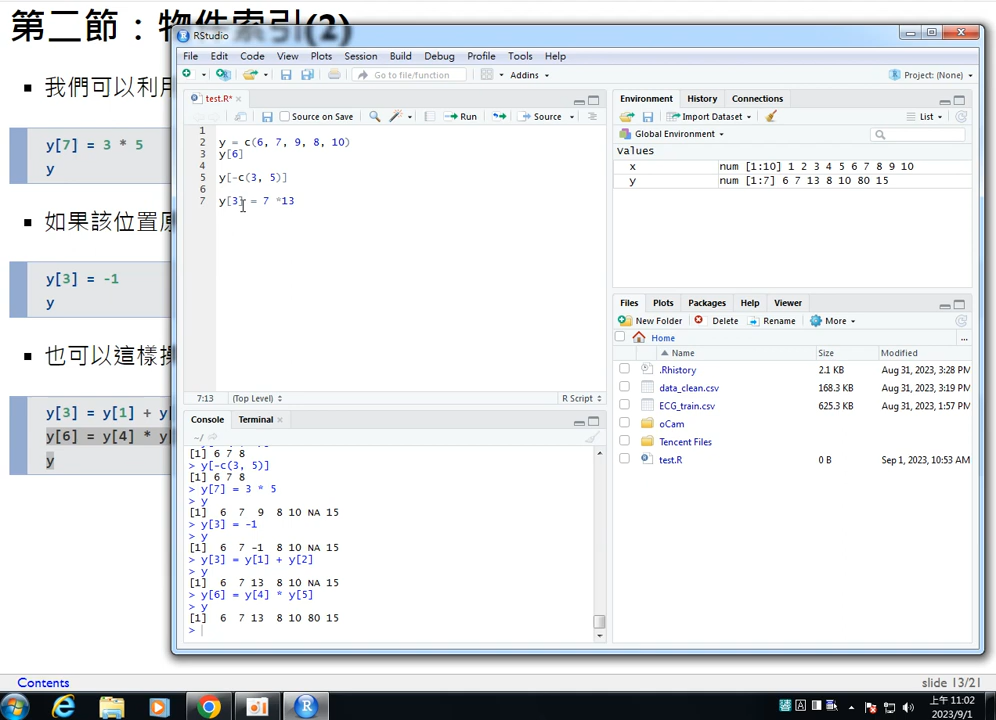 第二節：物件索引(2)
RStudio
File Edit Code View Plots Session Build Debug Profile Tools Help
Go to file/function Addins Project: (None)
我們可以利用
y[7] = 3 * 5
y
如果該位置原
y[3] = -1
y
也可以這樣操
y[3] = y[1] + y[
y[6] = y[4] * y[
y
test.R*
Source on Save Run Source
1
2 y = c(6, 7, 9, 8, 10)
3 y[6]
4
5 y[-c(3, 5)]
6
7 y[3] = 7 *13
7:13 (Top Level) R Script
Console Terminal
~/
[1] 6 7 8
> y[-c(3, 5)]
[1] 6 7 8
> y[7] = 3 * 5
> y
[1]  6  7  9  8 10 NA 15
> y[3] = -1
> y
[1]  6  7 -1  8 10 NA 15
> y[3] = y[1] + y[2]
> y
[1]  6  7 13  8 10 NA 15
> y[6] = y[4] * y[5]
> y
[1]  6  7 13  8 10 80 15
>
Environment History Connections
Import Dataset List
Global Environment
Values
x num [1:10] 1 2 3 4 5 6 7 8 9 10
y num [1:7] 6 7 13 8 10 80 15
Files Plots Packages Help Viewer
New Folder Delete Rename More
Home ...
Name Size Modified
.Rhistory 2.1 KB Aug 31, 2023, 3:28 PM
data_clean.csv 168.3 KB Aug 31, 2023, 3:19 PM
ECG_train.csv 625.3 KB Aug 31, 2023, 1:57 PM
oCam
Tencent Files
test.R 0 B Sep 1, 2023, 10:53 AM
Contents slide 13/21
上午 11:02
2023/9/1